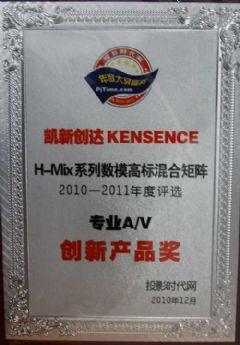 PjTime.com
凯新创达 KENSENCE
H-Mix系列数模高标混合矩阵
2010—2011年度评选
专业A/V
创新产品奖
投影时代网
2010年12月